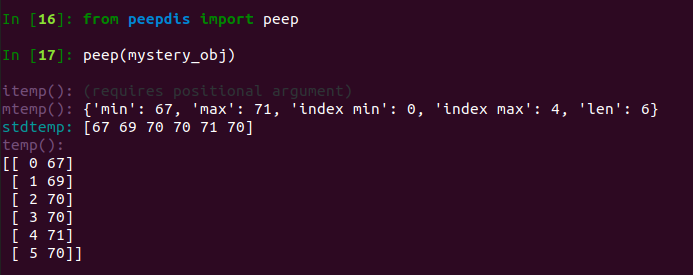 In [16]: from peepdis import peep
In [17]: peep(mystery_obj)
itemp(): (requires positional argument)
mtemp(): {'min': 67, 'max': 71, 'index min': 0, 'index max': 4, 'len': 6}
stdtemp: [67 69 70 70 71 70]
temp():
[[ 0 67]
[ 1 69]
[ 2 70]
[ 3 70]
[ 4 71]
[ 5 70]]